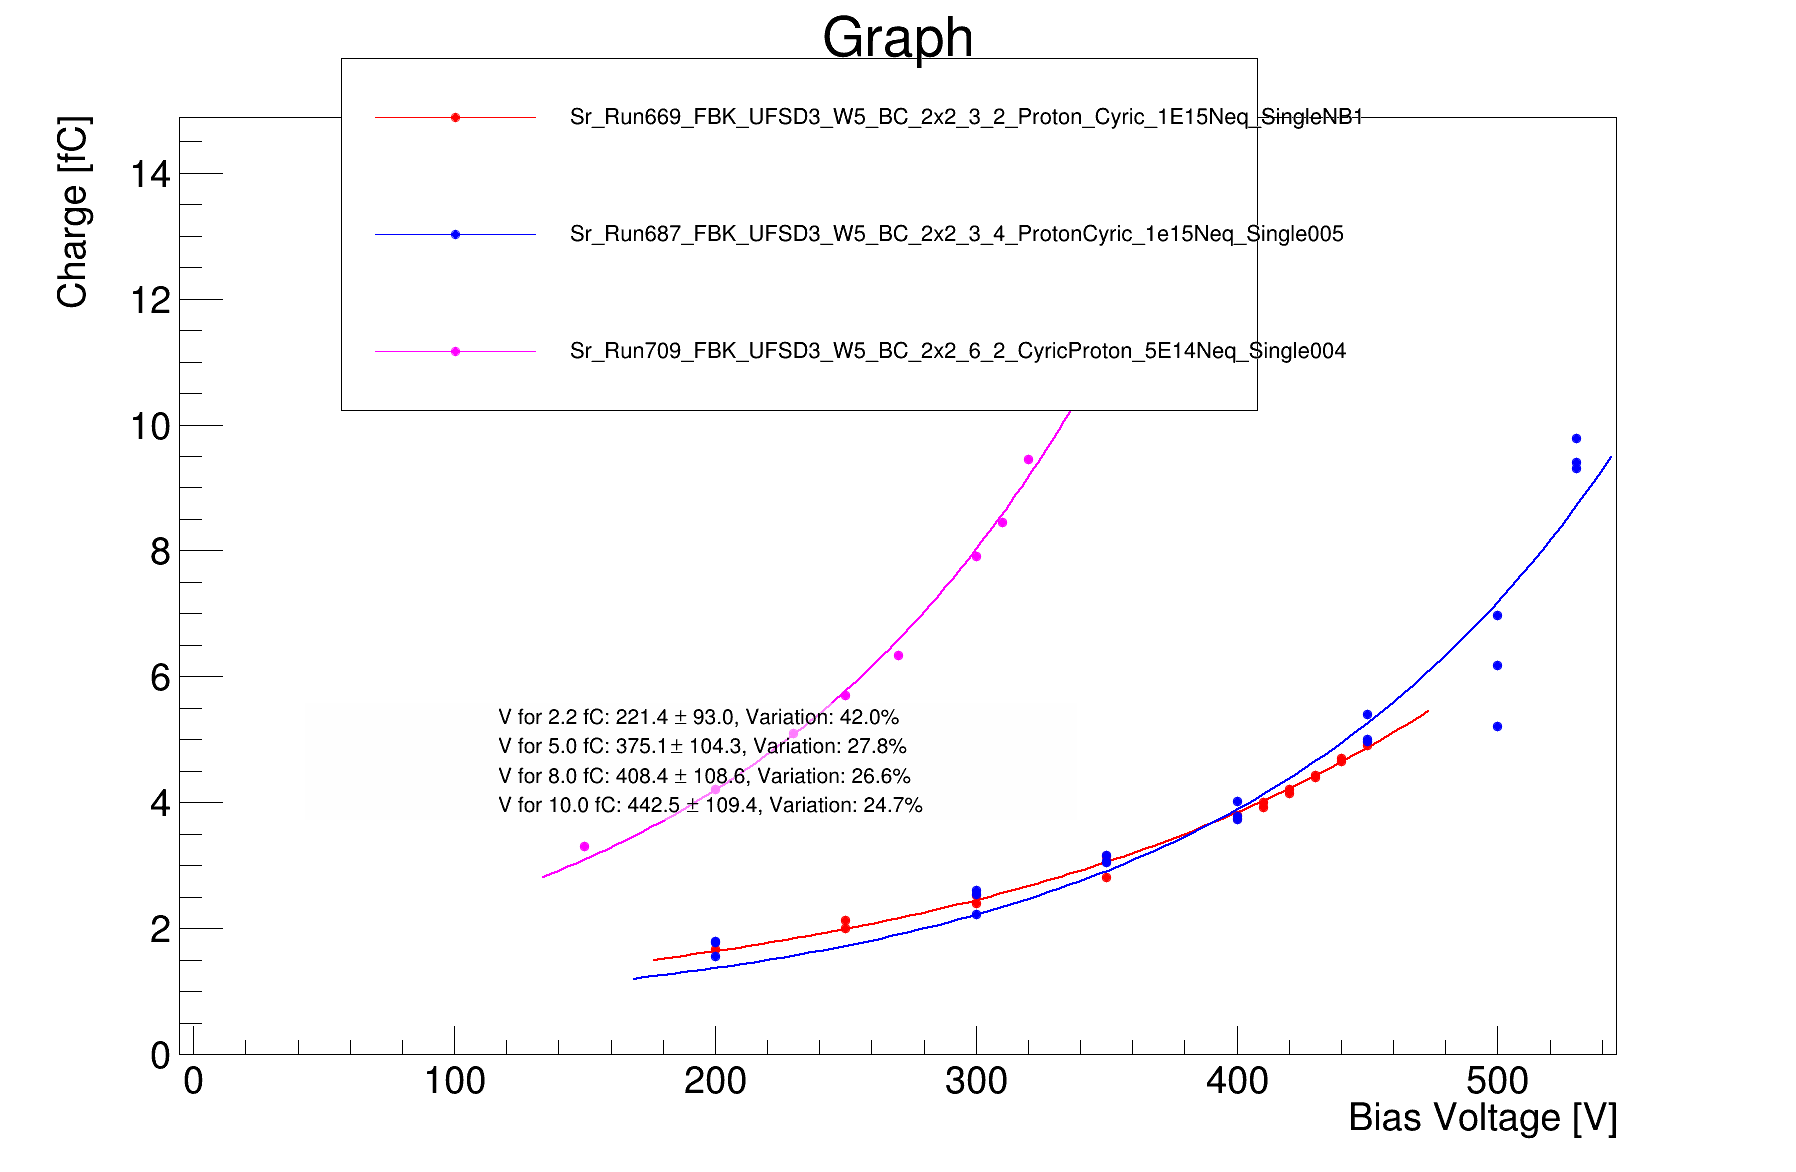 Graph
Sr_Run669_FBK_UFSD3_W5_BC_2x2_3_2_Proton_Cyric_1E15Neq_SingleNB1
Sr_Run687_FBK_UFSD3_W5_BC_2x2_3_4_ProtonCyric_1e15Neq_Single005
Sr_Run709_FBK_UFSD3_W5_BC_2x2_6_2_CyricProton_5E14Neq_Single004
Charge [fC]
14
12
10
8
6
4
2
0
V for 2.2 fC: 221.4 ± 93.0, Variation: 42.0%
V for 5.0 fC: 375.1 ± 104.3, Variation: 27.8%
V for 8.0 fC: 408.4 ± 108.6, Variation: 26.6%
V for 10.0 fC: 442.5 ± 109.4, Variation: 24.7%
0 100 200 300 400 500
Bias Voltage [V]